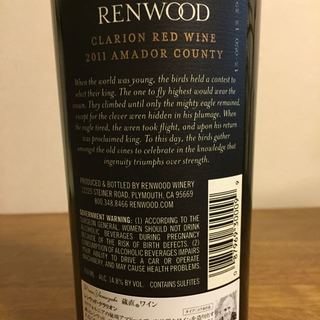 RENWOOD
CLARION RED WINE
2011 AMADOR COUNTY
When the world was young, the birds held a contest to
select their king. The one to fly highest would wear the
crown. They climbed until only the mighty eagle remained,
except for the clever wren hidden in his plumage. When
the eagle tired, the wren took flight, and upon his return
was proclaimed king. To this day, the birds gather
amongst the old vines to celebrate in the knowledge that
ingenuity triumphs over strength.
PRODUCED & BOTTLED BY RENWOOD WINERY
12225 STEINER ROAD, PLYMOUTH, CA 95669
800.348.8466 RENWOOD.COM
GOVERNMENT WARNING: (1) ACCORDING TO THE
SURGEON GENERAL, WOMEN SHOULD NOT DRINK
ALCOHOLIC BEVERAGES DURING PREGNANCY
BECAUSE OF THE RISK OF BIRTH DEFECTS. (2)
CONSUMPTION OF ALCOHOLIC BEVERAGES IMPAIRS
YOUR ABILITY TO DRIVE A CAR OR OPERATE
MACHINERY, AND MAY CAUSE HEALTH PROBLEMS.
ALC 14.8% BY VOL CONTAINS SULFITES
蔵直ワイン